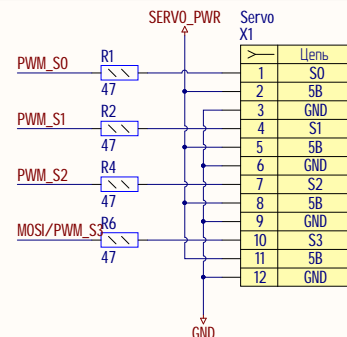 SERVO_PWR
Servo
X1
Цепь
PWM_S0
R1
47
1 S0
2 5В
3 GND
PWM_S1
R2
47
4 S1
5 5В
6 GND
PWM_S2
R4
47
7 S2
8 5В
9 GND
MOSI/PWM_S3
R6
47
10 S3
11 5В
12 GND
GND